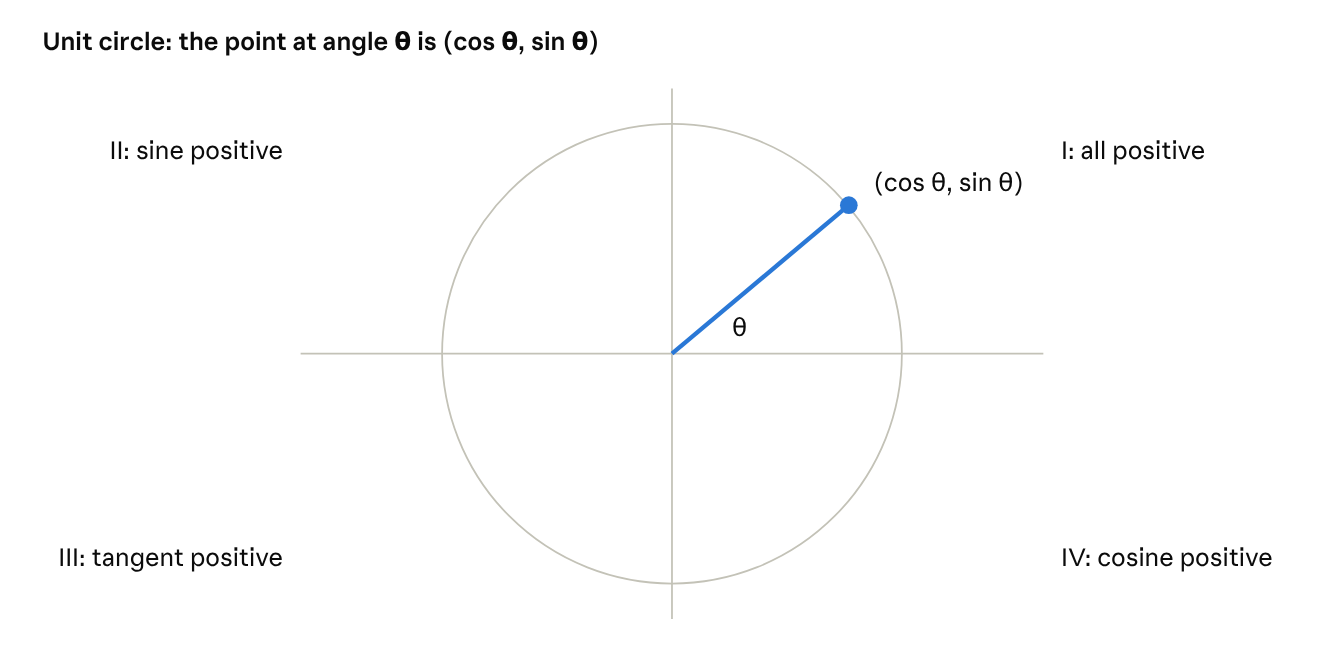 Unit circle: the point at angle θ is (cos θ, sin θ)
II: sine positive
I: all positive
(cos θ, sin θ)
θ
III: tangent positive
IV: cosine positive